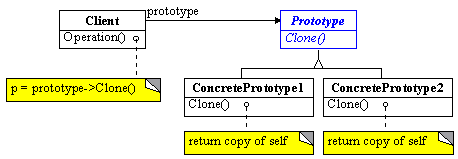 Client
prototype
Prototype
Operation()
Clone()
p = prototype->Clone()
ConcretePrototype1
ConcretePrototype2
Clone()
Clone()
return copy of self
return copy of self